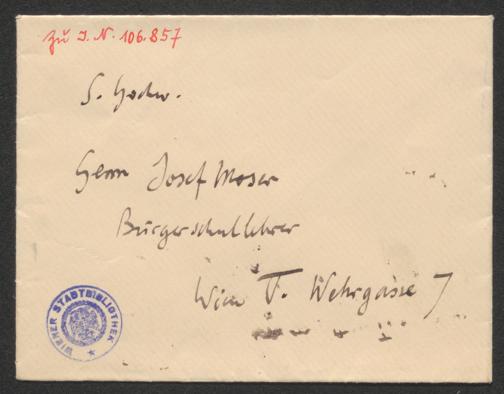 Zu I.N. 106.857
S. Hochw.
Herrn Josef Moser
Bürgerschullehrer
Wien V. Wehrgasse 7
WIENER STADTBIBLIOTHEK